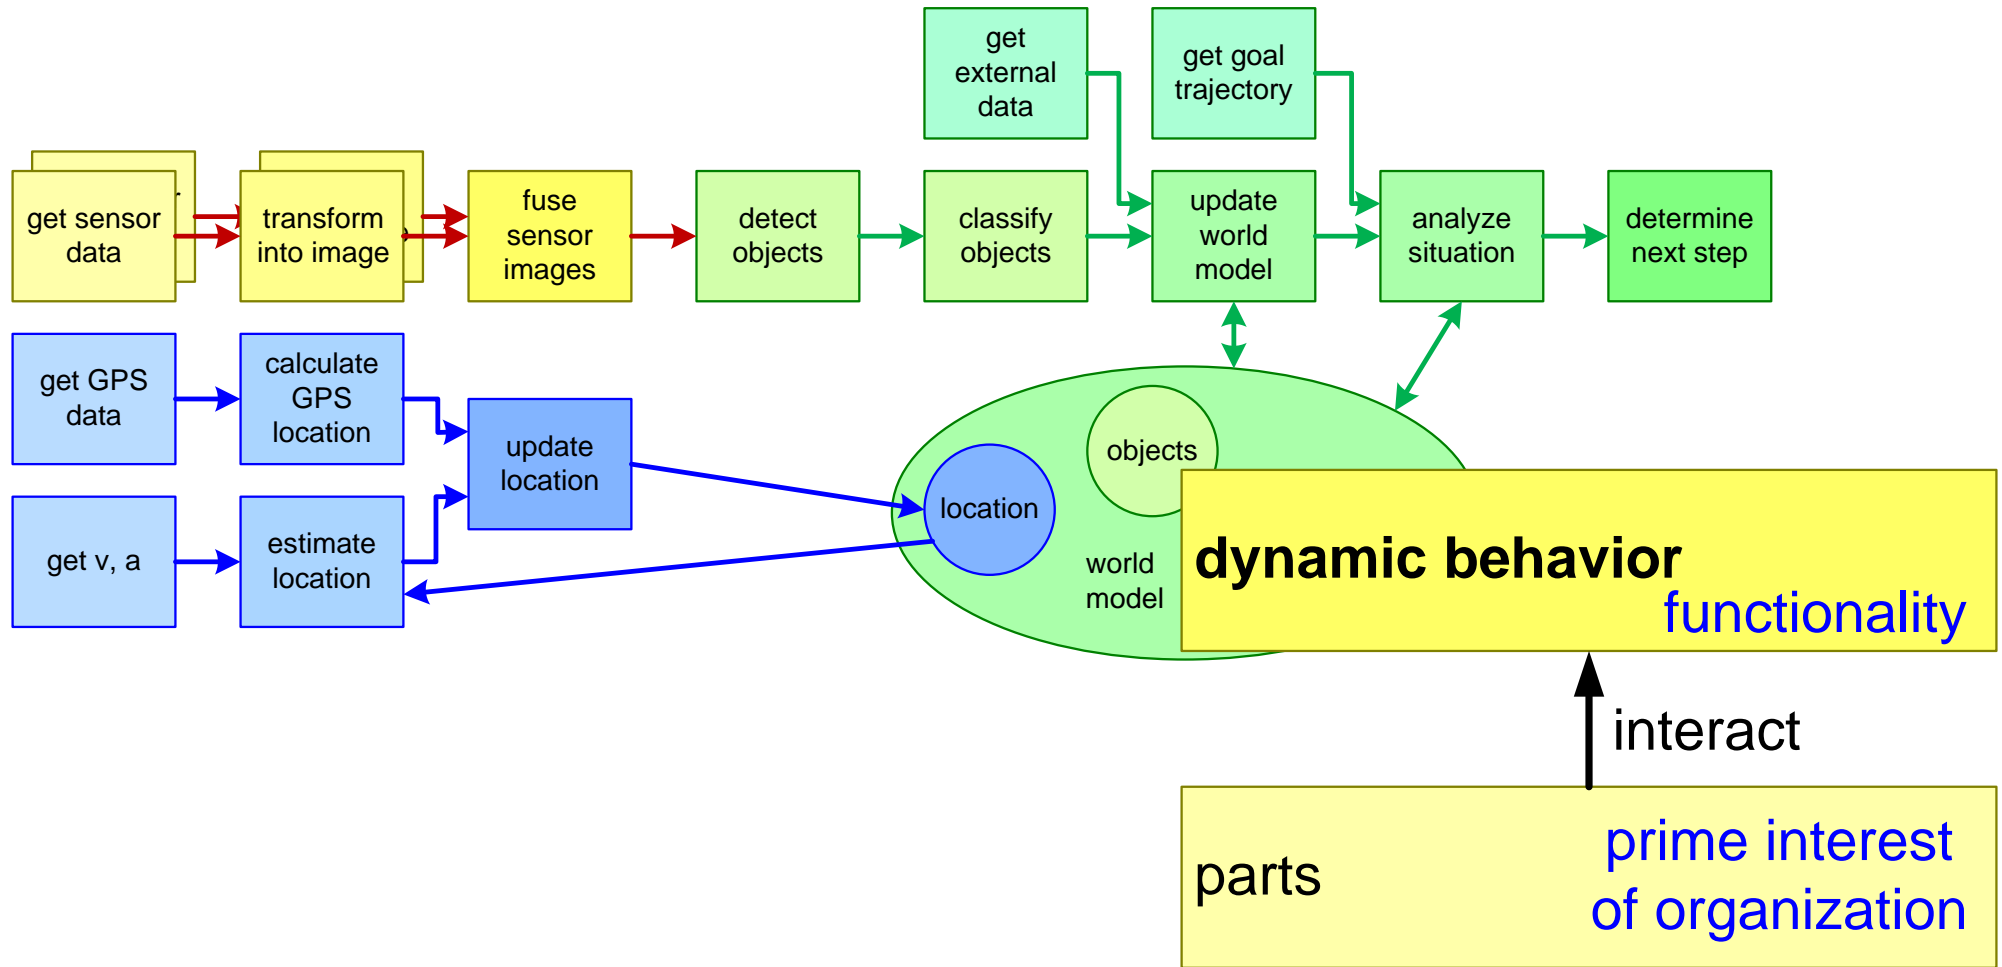 get
external
data
get goal
trajectory
get sensor
data
transform
into image
fuse
sensor
images
detect
objects
classify
objects
update
world
model
analyze
situation
determine
next step
get GPS
data
calculate
GPS
location
update
location
get v, a
estimate
location
objects
location
world
model
dynamic behavior
functionality
interact
parts
prime interest
of organization